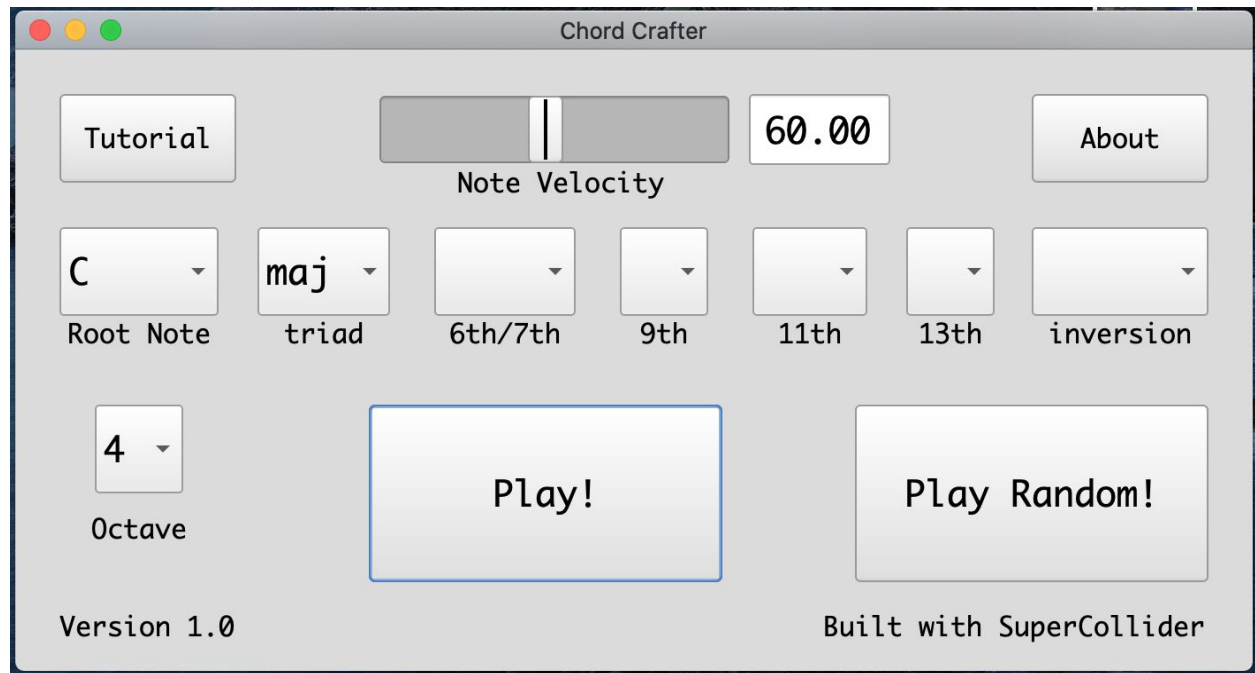 Chord Crafter
Tutorial
60.00
About
Note Velocity
C
maj
Root Note
triad
6th/7th
9th
11th
13th
inversion
4
Octave
Play!
Play Random!
Version 1.0
Built with SuperCollider